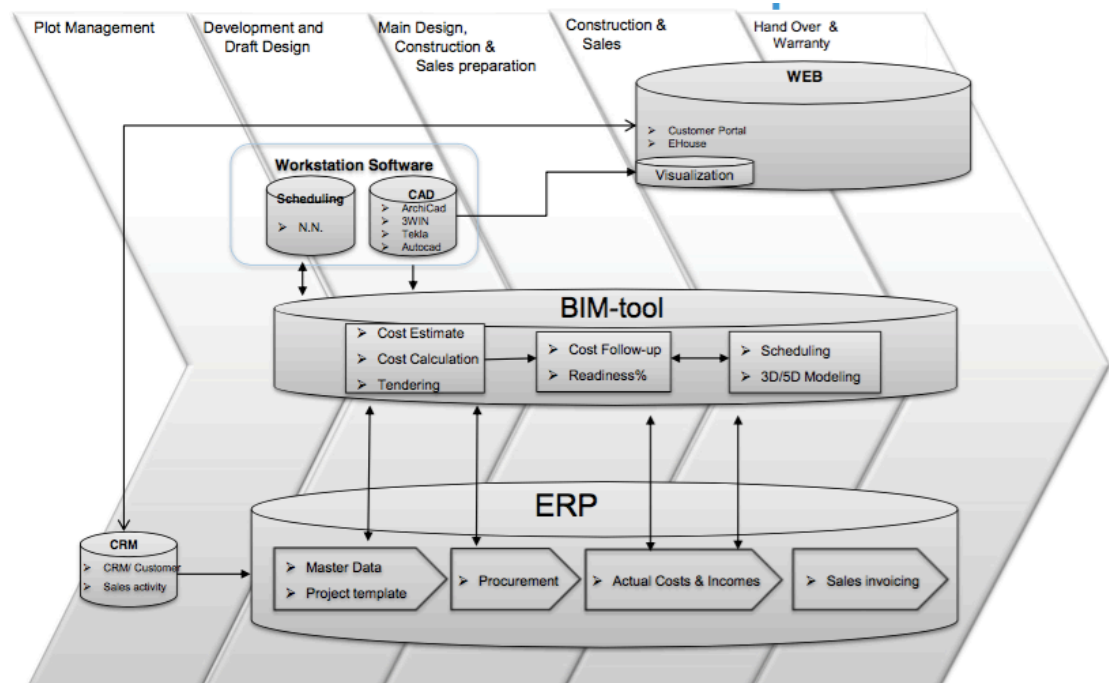 Plot Management
Development and
Draft Design
Main Design,
Construction &
Sales preparation
Construction &
Sales
Hand Over &
Warranty
WEB
➢ Customer Portal
➢ EHouse
Visualization
Workstation Software
Scheduling
➢ N.N.
CAD
➢ ArchiCad
➢ 3WIN
➢ Tekla
➢ Autocad
BIM-tool
➢ Cost Estimate
➢ Cost Calculation
➢ Tendering
➢ Cost Follow-up
➢ Readiness%
➢ Scheduling
➢ 3D/5D Modeling
ERP
CRM
➢ CRM/ Customer
➢ Sales activity
➢ Master Data
➢ Project template
➢ Procurement
➢ Actual Costs & Incomes
➢ Sales invoicing